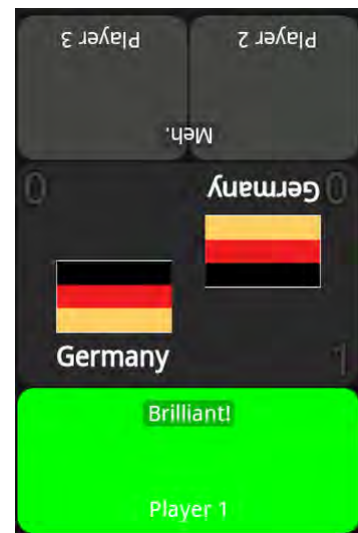 Player 3
Player 2
Meh.
0
0
Germany
Germany
1
Brilliant!
Player 1